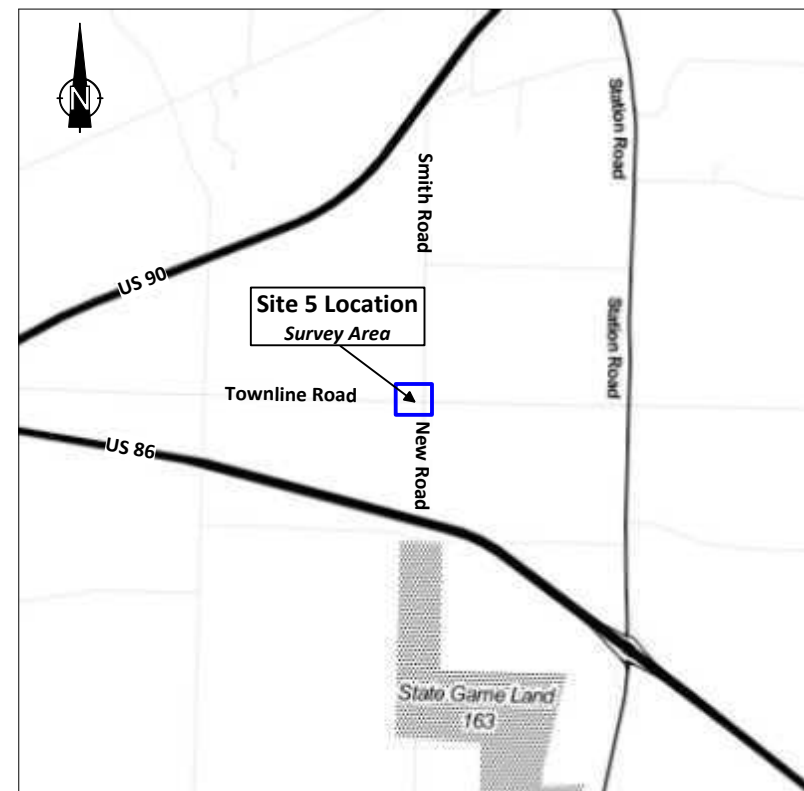 N
Station Road
Smith Road
US 90
Site 5 Location
Survey Area
Station Road
Townline Road
New Road
US 86
State Game Land
163